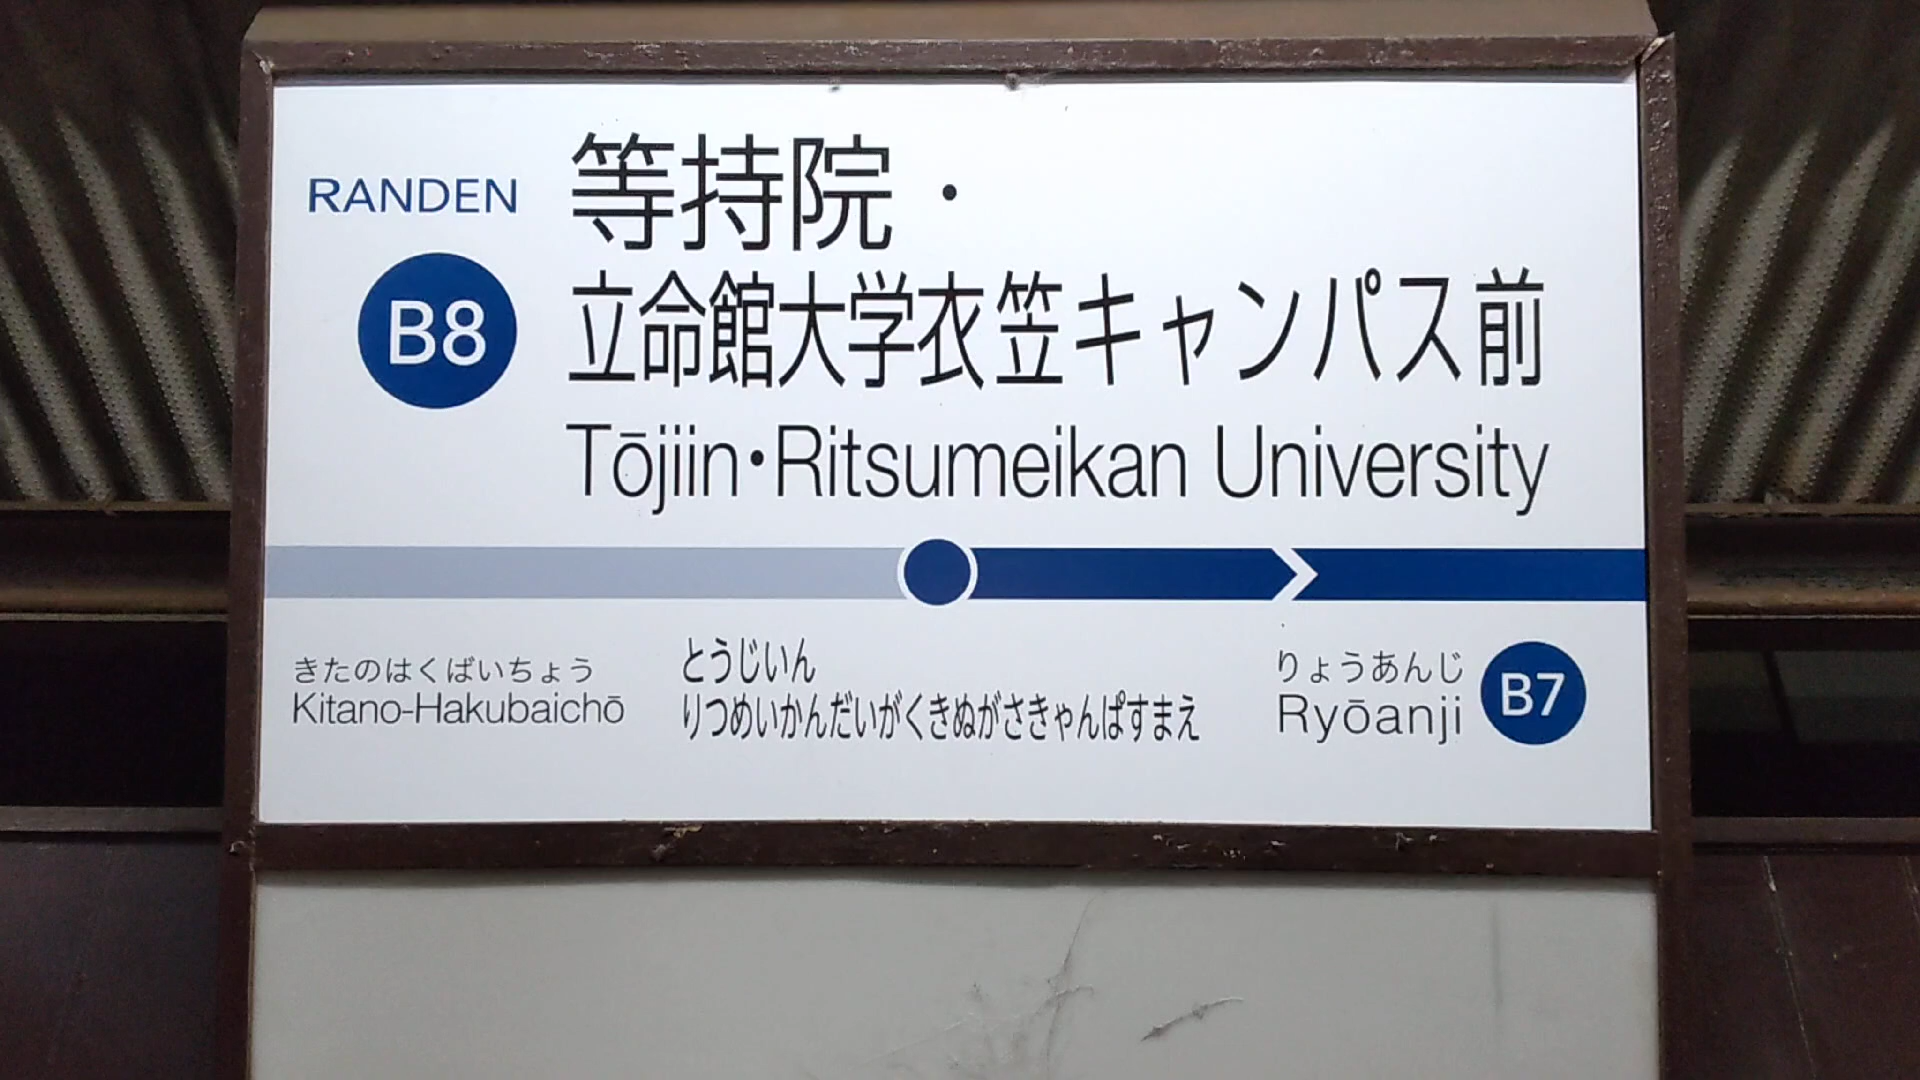 RANDEN
B8
等持院・
立命館大学衣笠キャンパス前
Tōjiin・Ritsumeikan University
きたのはくばいちょう
Kitano-Hakubaichō
とうじいん
りつめいかんだいがくきぬがさきゃんぱすまえ
りょうあんじ
Ryōanji
B7